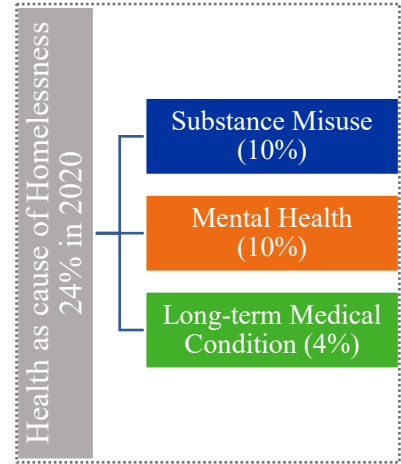 Health as cause of Homelessness
24% in 2020
Substance Misuse
(10%)
Mental Health
(10%)
Long-term Medical
Condition (4%)